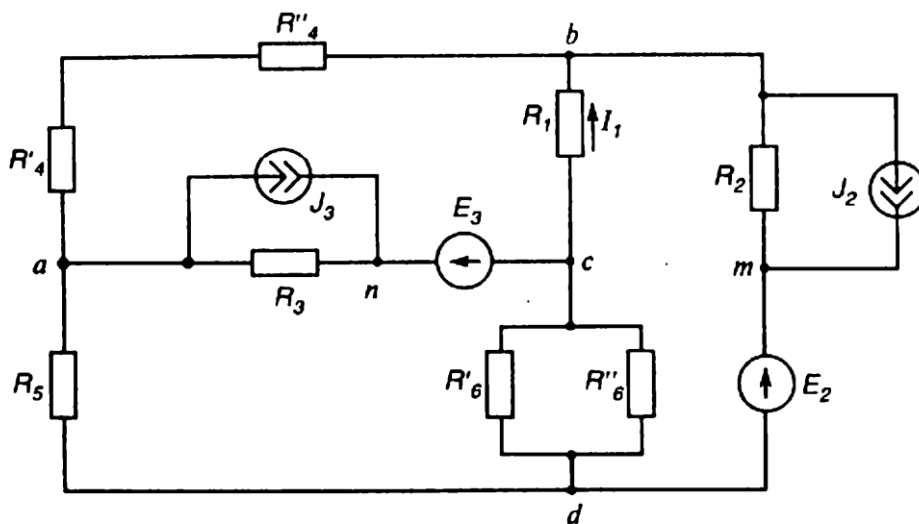 R''₄
b
R₁
I₁
R'₄
J₃
R₂
J₂
E₃
a
n
c
m
R₃
R₅
R'₆
R''₆
E₂
d